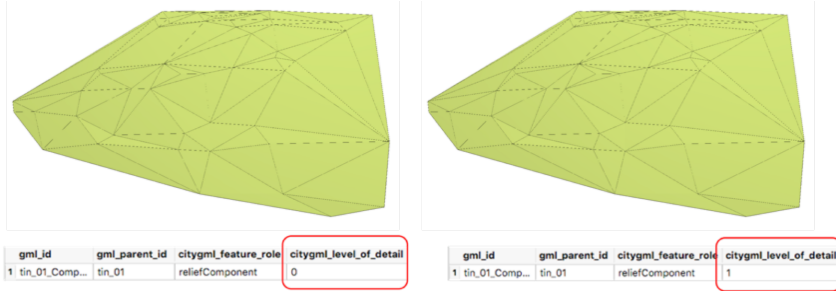 gml_id gml_parent_id citygml_feature_role citygml_level_of_detail
1 tin_01_Comp... tin_01 reliefComponent 0
gml_id gml_parent_id citygml_feature_role citygml_level_of_detail
1 tin_01_Comp... tin_01 reliefComponent 1